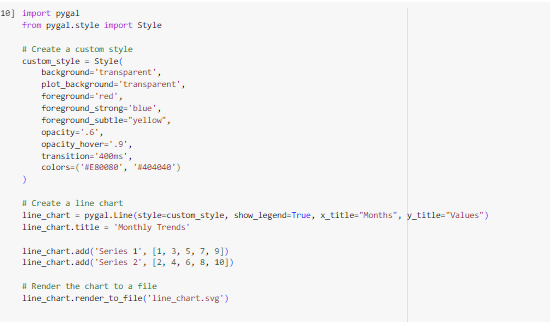 10] import pygal
from pygal.style import Style
# Create a custom style
custom_style = Style(
background='transparent',
plot_background='transparent',
foreground='red',
foreground_strong='blue',
foreground_subtle="yellow",
opacity='.6',
opacity_hover='.9',
transition='400ms',
colors=('#E80080', '#404040')
)
# Create a line chart
line_chart = pygal.Line(style=custom_style, show_legend=True, x_title="Months", y_title="Values")
line_chart.title = 'Monthly Trends'
line_chart.add('Series 1', [1, 3, 5, 7, 9])
line_chart.add('Series 2', [2, 4, 6, 8, 10])
# Render the chart to a file
line_chart.render_to_file('line_chart.svg')